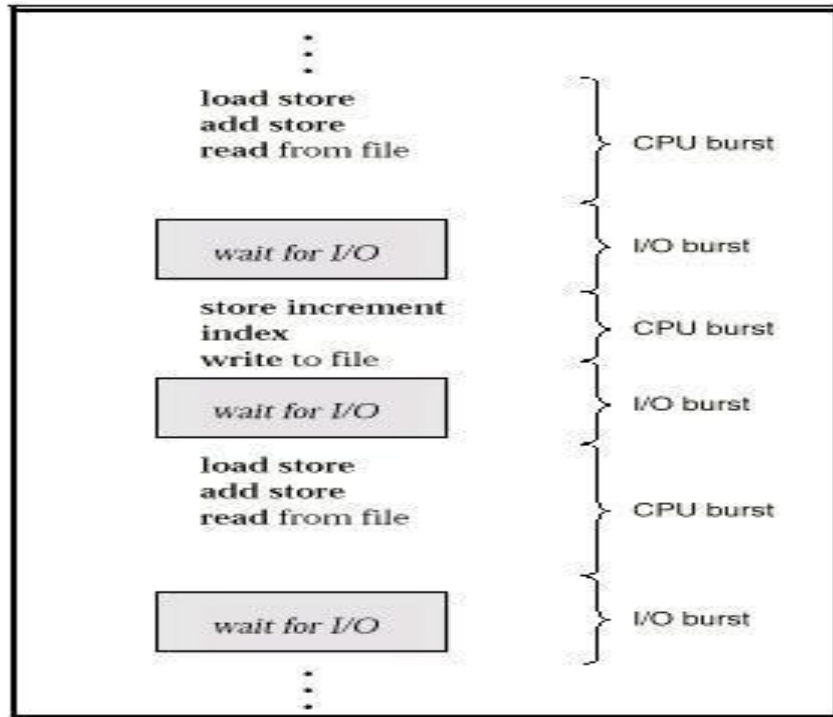 load store
add store
read from file
CPU burst
wait for I/O
I/O burst
store increment
index
write to file
CPU burst
wait for I/O
I/O burst
load store
add store
read from file
CPU burst
wait for I/O
I/O burst